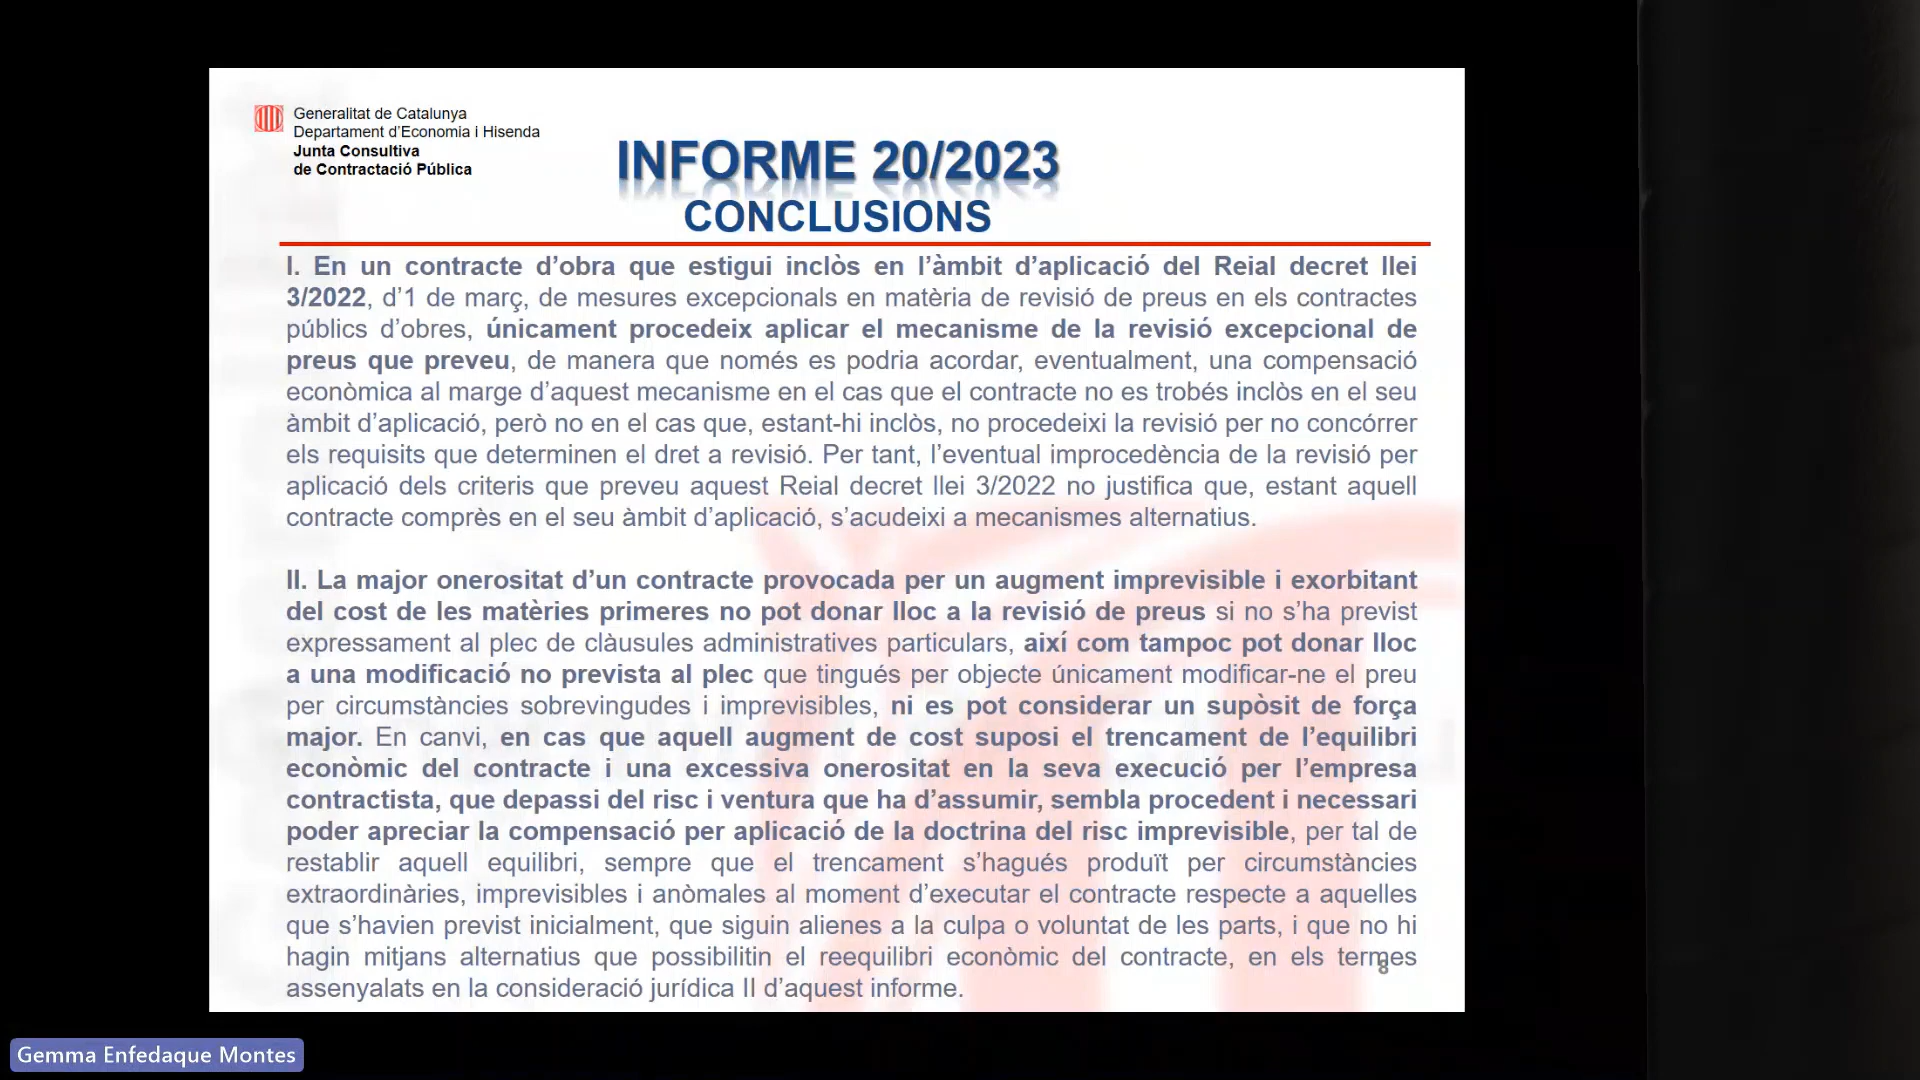 Generalitat de Catalunya
Departament d’Economia i Hisenda
Junta Consultiva
de Contractació Pública
INFORME 20/2023
CONCLUSIONS
I. En un contracte d’obra que estigui inclòs en l’àmbit d’aplicació del Reial decret llei
3/2022, d’1 de març, de mesures excepcionals en matèria de revisió de preus en els contractes
públics d’obres, únicament procedeix aplicar el mecanisme de la revisió excepcional de
preus que preveu, de manera que només es podria acordar, eventualment, una compensació
econòmica al marge d’aquest mecanisme en el cas que el contracte no es trobés inclòs en el seu
àmbit d’aplicació, però no en el cas que, estant-hi inclòs, no procedeixi la revisió per no concórrer
els requisits que determinen el dret a revisió. Per tant, l’eventual improcedència de la revisió per
aplicació dels criteris que preveu aquest Reial decret llei 3/2022 no justifica que, estant aquell
contracte comprès en el seu àmbit d’aplicació, s’acudeixi a mecanismes alternatius.
II. La major onerositat d’un contracte provocada per un augment imprevisible i exorbitant
del cost de les matèries primeres no pot donar lloc a la revisió de preus si no s’ha previst
expressament al plec de clàusules administratives particulars, així com tampoc pot donar lloc
a una modificació no prevista al plec que tingués per objecte únicament modificar-ne el preu
per circumstàncies sobrevingudes i imprevisibles, ni es pot considerar un supòsit de força
major. En canvi, en cas que aquell augment de cost suposi el trencament de l’equilibri
econòmic del contracte i una excessiva onerositat en la seva execució per l’empresa
contractista, que depassi del risc i ventura que ha d’assumir, sembla procedent i necessari
poder apreciar la compensació per aplicació de la doctrina del risc imprevisible, per tal de
restablir aquell equilibri, sempre que el trencament s’hagués produït per circumstàncies
extraordinàries, imprevisibles i anòmales al moment d’executar el contracte respecte a aquelles
que s’havien previst inicialment, que siguin alienes a la culpa o voluntat de les parts, i que no hi
hagin mitjans alternatius que possibilitin el reequilibri econòmic del contracte, en els termes
assenyalats en la consideració jurídica II d’aquest informe.
8
Gemma Enfedaque Montes